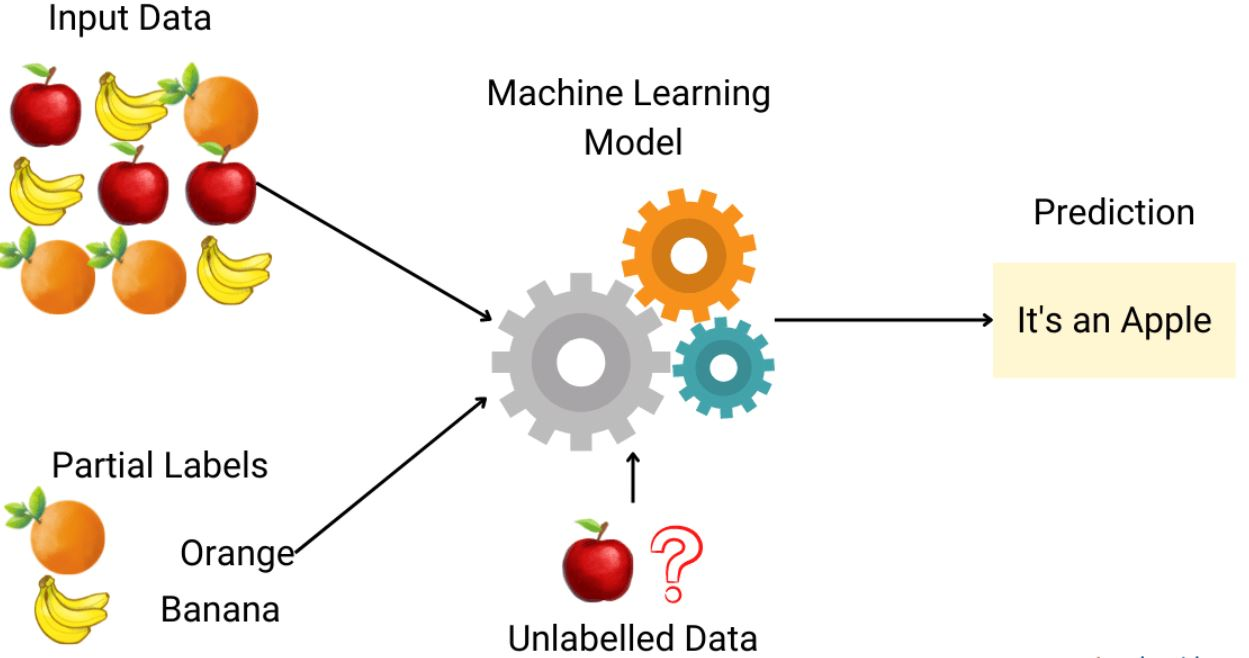 Input Data
Machine Learning
Model
Prediction
It's an Apple
Partial Labels
Orange
Banana
?
Unlabelled Data